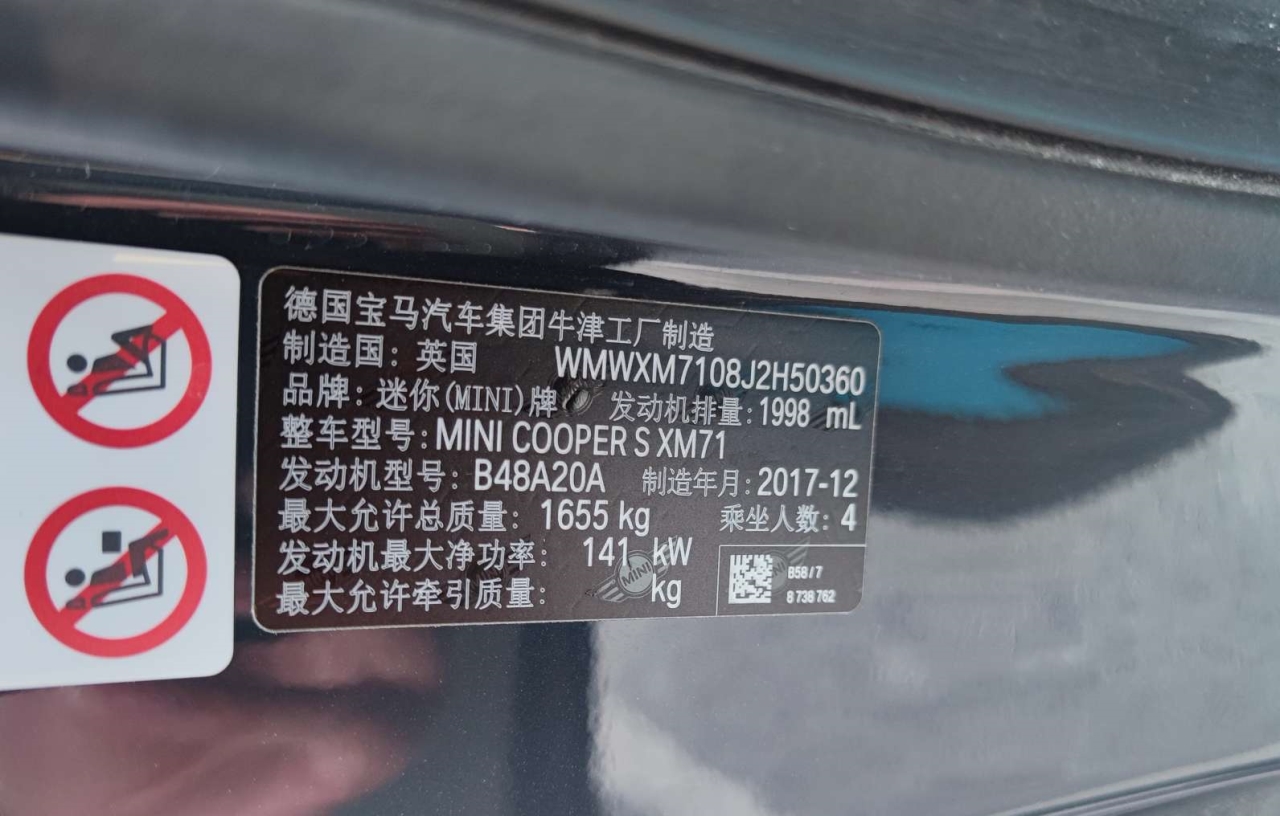 德国宝马汽车集团牛津工厂制造
制造国：英国 WMWXM7108J2H50360
品牌：迷你(MINI)牌 发动机排量：1998 mL
整车型号：MINI COOPER S XM71
发动机型号：B48A20A 制造年月：2017-12
最大允许总质量：1655 kg 乘坐人数：4
发动机最大净功率：141 kW
最大允许牵引质量： kg
MINI
B58/7
8 738 762